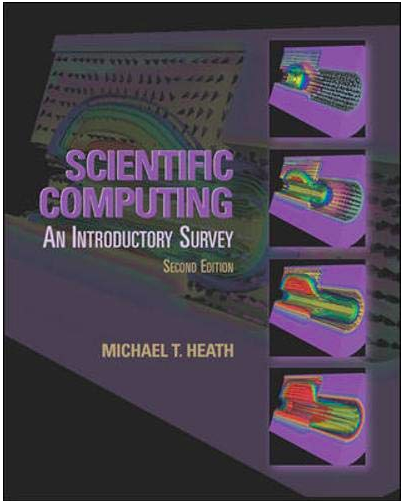 SCIENTIFIC
COMPUTING
AN INTRODUCTORY SURVEY
SECOND EDITION
MICHAEL T. HEATH